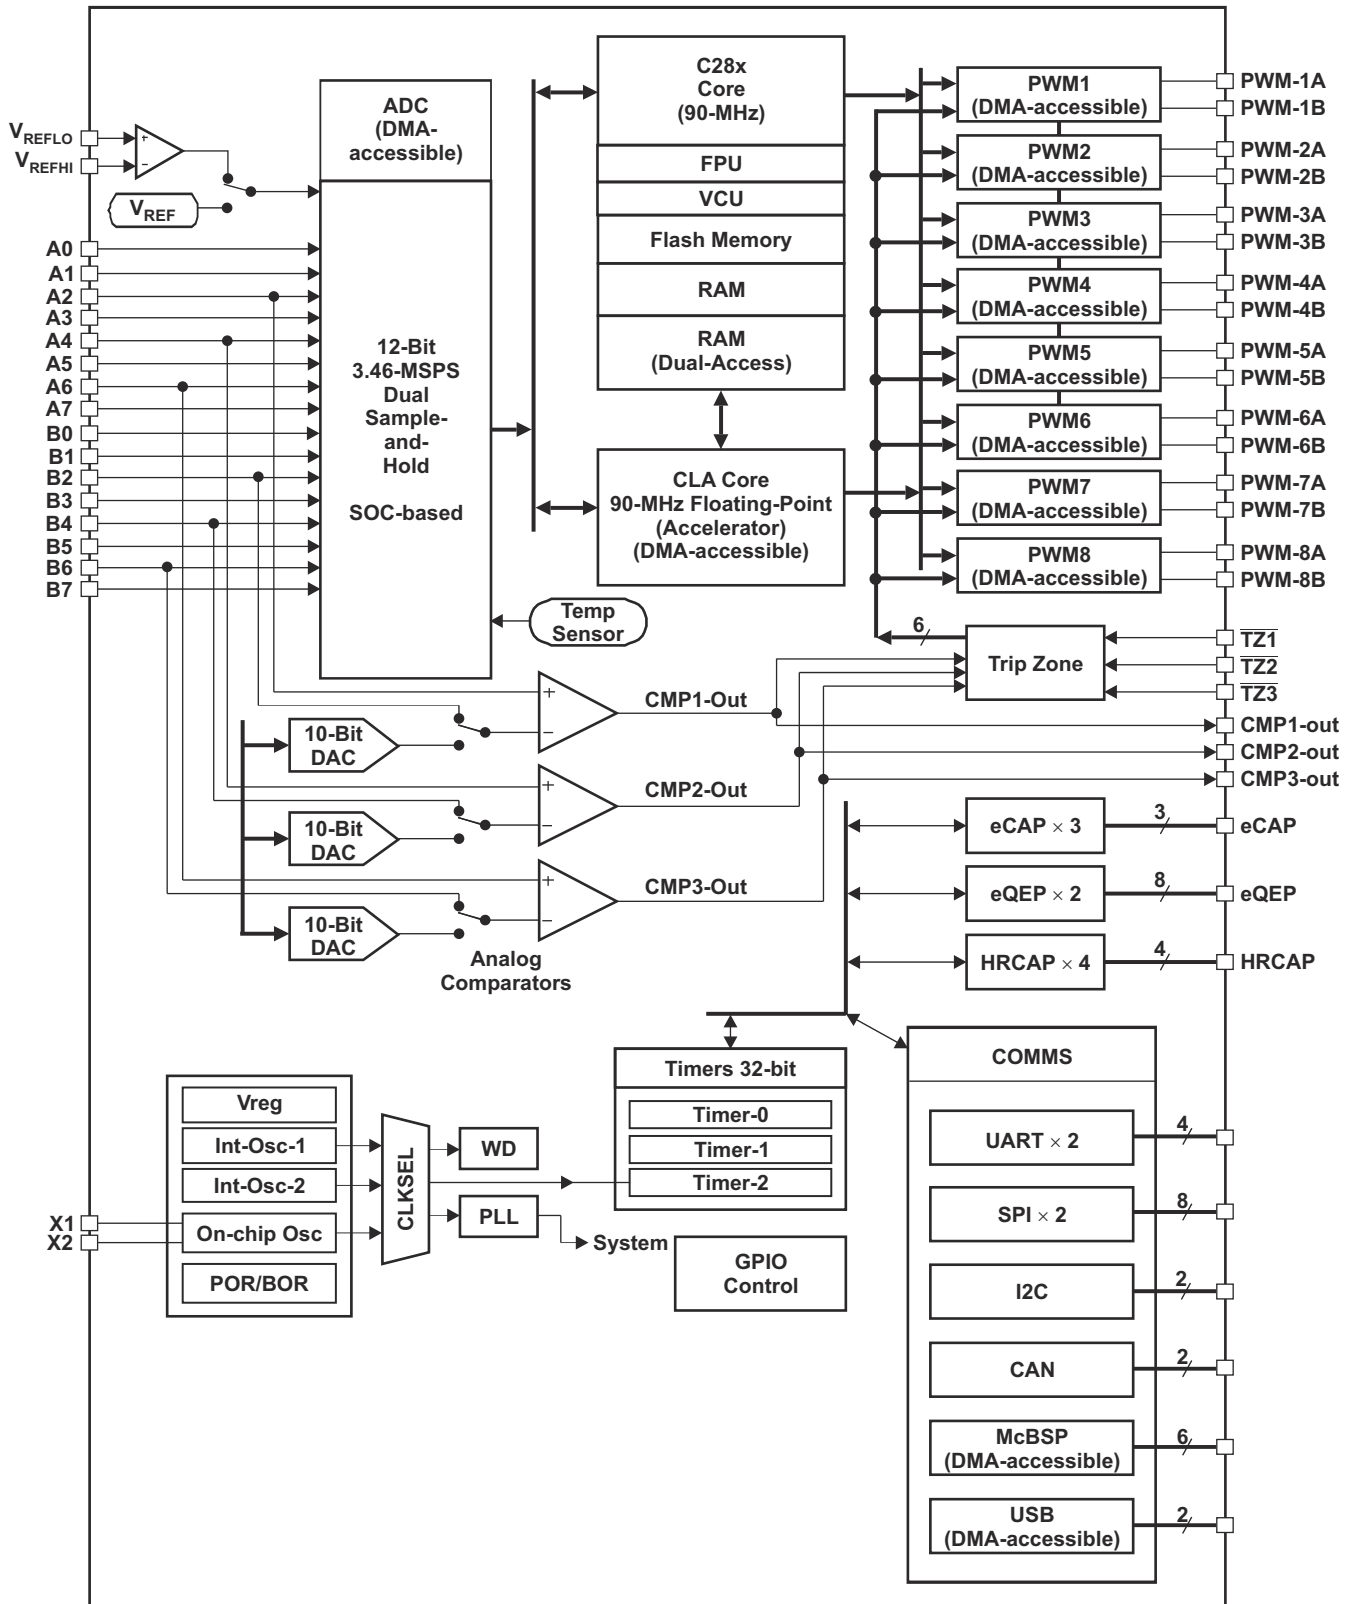 VREFLO
VREFHI
VREF
A0
A1
A2
A3
A4
A5
A6
A7
B0
B1
B2
B3
B4
B5
B6
B7
ADC
(DMA-
accessible)
12-Bit
3.46-MSPS
Dual
Sample-
and-
Hold
SOC-based
Temp
Sensor
C28x
Core
(90-MHz)
FPU
VCU
Flash Memory
RAM
RAM
(Dual-Access)
CLA Core
90-MHz Floating-Point
(Accelerator)
(DMA-accessible)
PWM1
(DMA-accessible)
PWM2
(DMA-accessible)
PWM3
(DMA-accessible)
PWM4
(DMA-accessible)
PWM5
(DMA-accessible)
PWM6
(DMA-accessible)
PWM7
(DMA-accessible)
PWM8
(DMA-accessible)
PWM-1A
PWM-1B
PWM-2A
PWM-2B
PWM-3A
PWM-3B
PWM-4A
PWM-4B
PWM-5A
PWM-5B
PWM-6A
PWM-6B
PWM-7A
PWM-7B
PWM-8A
PWM-8B
6
Trip Zone
TZ1
TZ2
TZ3
CMP1-out
CMP2-out
CMP3-out
10-Bit
DAC
+
−
CMP1-Out
10-Bit
DAC
+
−
CMP2-Out
10-Bit
DAC
+
−
CMP3-Out
Analog
Comparators
eCAP × 3
3
eCAP
eQEP × 2
8
eQEP
HRCAP × 4
4
HRCAP
Timers 32-bit
Timer-0
Timer-1
Timer-2
COMMS
UART × 2
4
SPI × 2
8
I2C
2
CAN
2
McBSP
(DMA-accessible)
6
USB
(DMA-accessible)
2
X1
X2
Vreg
Int-Osc-1
Int-Osc-2
On-chip Osc
POR/BOR
CLKSEL
WD
PLL
System
GPIO
Control